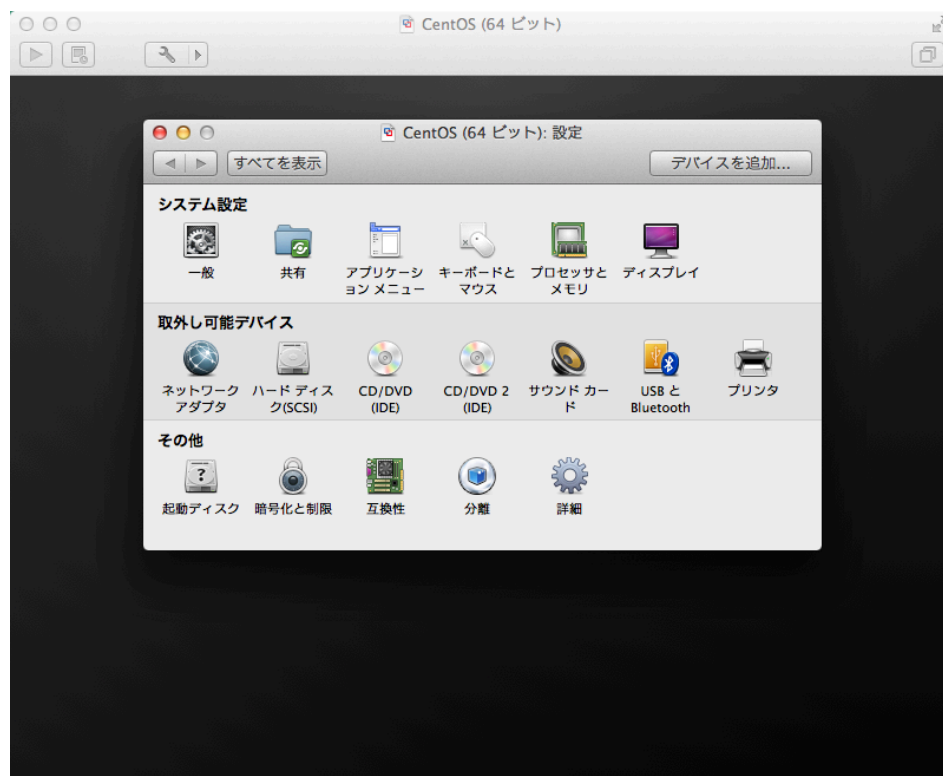 CentOS (64 ビット)
CentOS (64 ビット): 設定
すべてを表示
デバイスを追加...
システム設定
一般
共有
アプリケーシ
ョン メニュー
キーボードと
マウス
プロセッサと
メモリ
ディスプレイ
取外し可能デバイス
ネットワーク
アダプタ
ハード ディス
ク(SCSI)
CD/DVD
(IDE)
CD/DVD 2
(IDE)
サウンド カー
ド
USB と
Bluetooth
プリンタ
その他
起動ディスク
暗号化と制限
互換性
分離
詳細